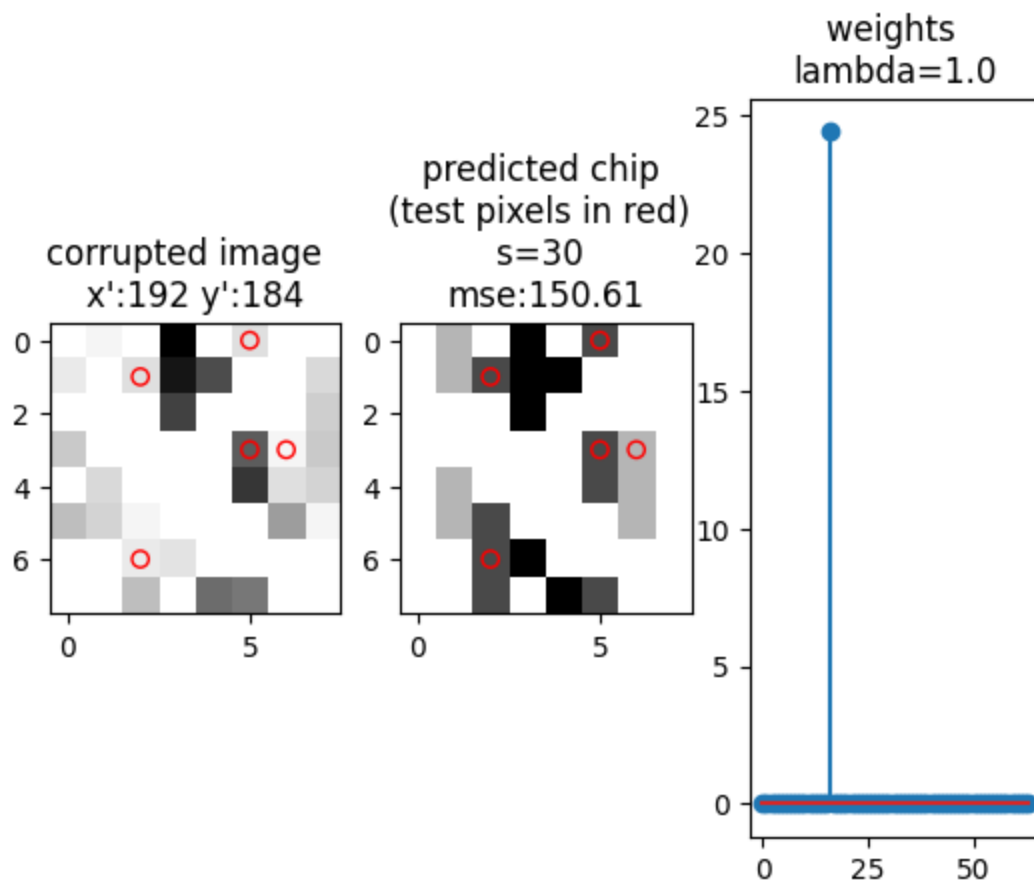 corrupted image
x':192 y':184
0
2
4
6
0
5
predicted chip
(test pixels in red)
s=30
mse:150.61
0
2
4
6
0
5
weights
lambda=1.0
25
20
15
10
5
0
0
25
50